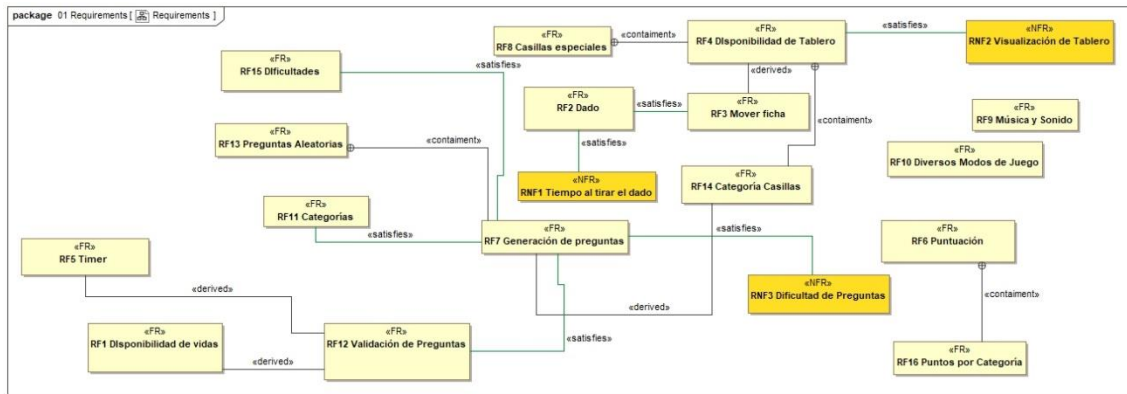 package 01 Requirements [ Requirements ]
«FR»
RF8 Casillas especiales
«contaiment»
«FR»
RF4 DIsponibilidad de Tablero
«satisfies»
«NFR»
RNF2 Visualización de Tablero
«FR»
RF15 DIficultades
«satisfies»
«derived»
«FR»
RF2 Dado
«satisfies»
«FR»
RF3 Mover ficha
«contaiment»
«FR»
RF9 Música y Sonido
«FR»
RF13 Preguntas Aleatorias
«contaiment»
«satisfies»
«FR»
RF10 Diversos Modos de Juego
«NFR»
RNF1 Tiempo al tirar el dado
«FR»
RF14 Categoría Casillas
«FR»
RF11 Categorías
«satisfies»
«FR»
RF7 Generación de preguntas
«satisfies»
«FR»
RF6 Puntuación
«FR»
RF5 Timer
«derived»
«NFR»
RNF3 Dificultad de Preguntas
«contaiment»
«derived»
«FR»
RF1 DIsponibilidad de vidas
«derived»
«FR»
RF12 Validación de Preguntas
«satisfies»
«FR»
RF16 Puntos por Categoría